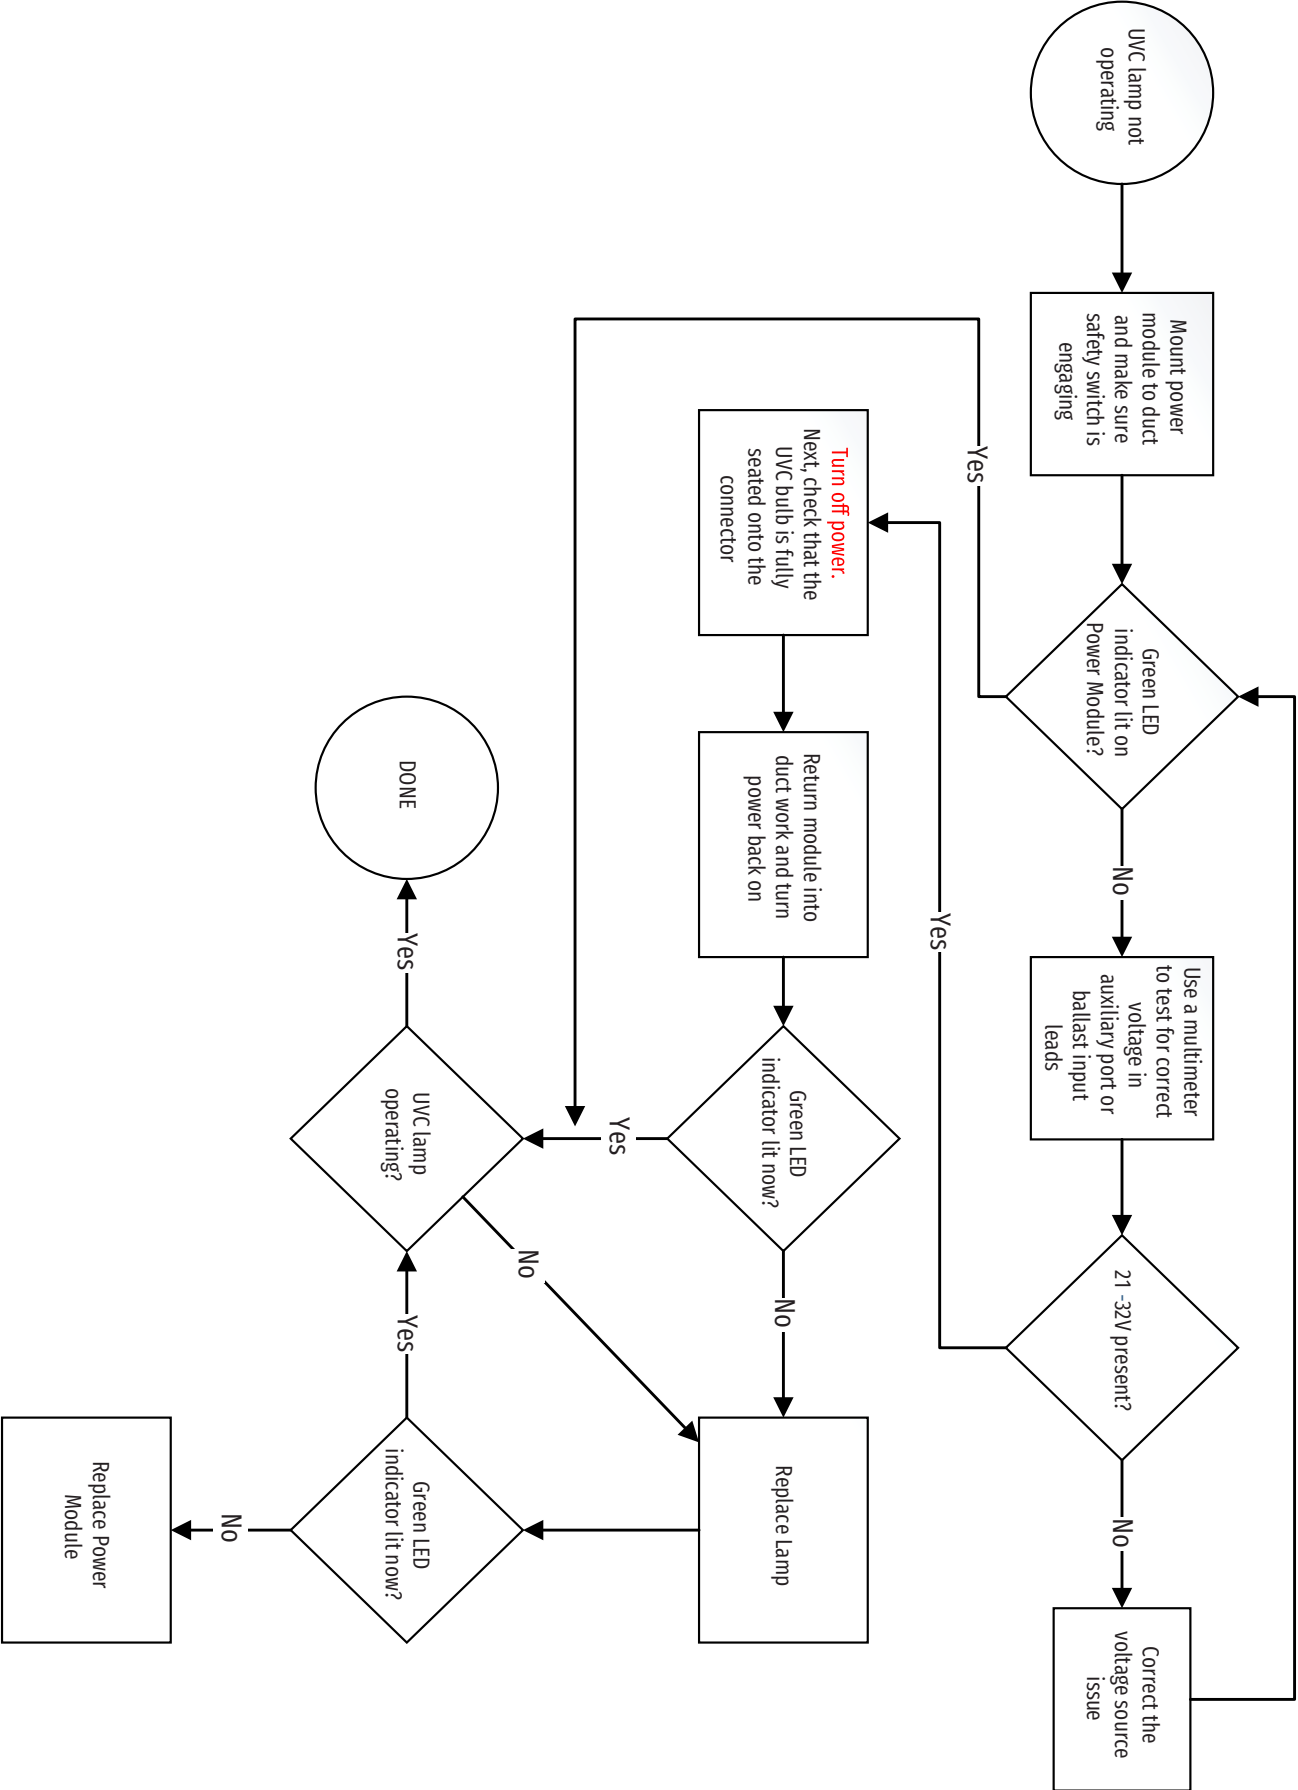 UVC lamp not
operating
Mount power
module to duct
and make sure
safety switch is
engaging
Green LED
indicator lit on
Power Module?
No
Use a multimeter
to test for correct
voltage in
auxiliary port or
ballast input
leads
21 -32V present?
No
Correct the
voltage source
issue
Yes
Yes
Turn off power.
Next, check that the
UVC bulb is fully
seated onto the
connector
Return module into
duct work and turn
power back on
Green LED
indicator lit now?
No
Replace Lamp
Yes
No
DONE
Yes
UVC lamp
operating?
Yes
Green LED
indicator lit now?
No
Replace Power
Module